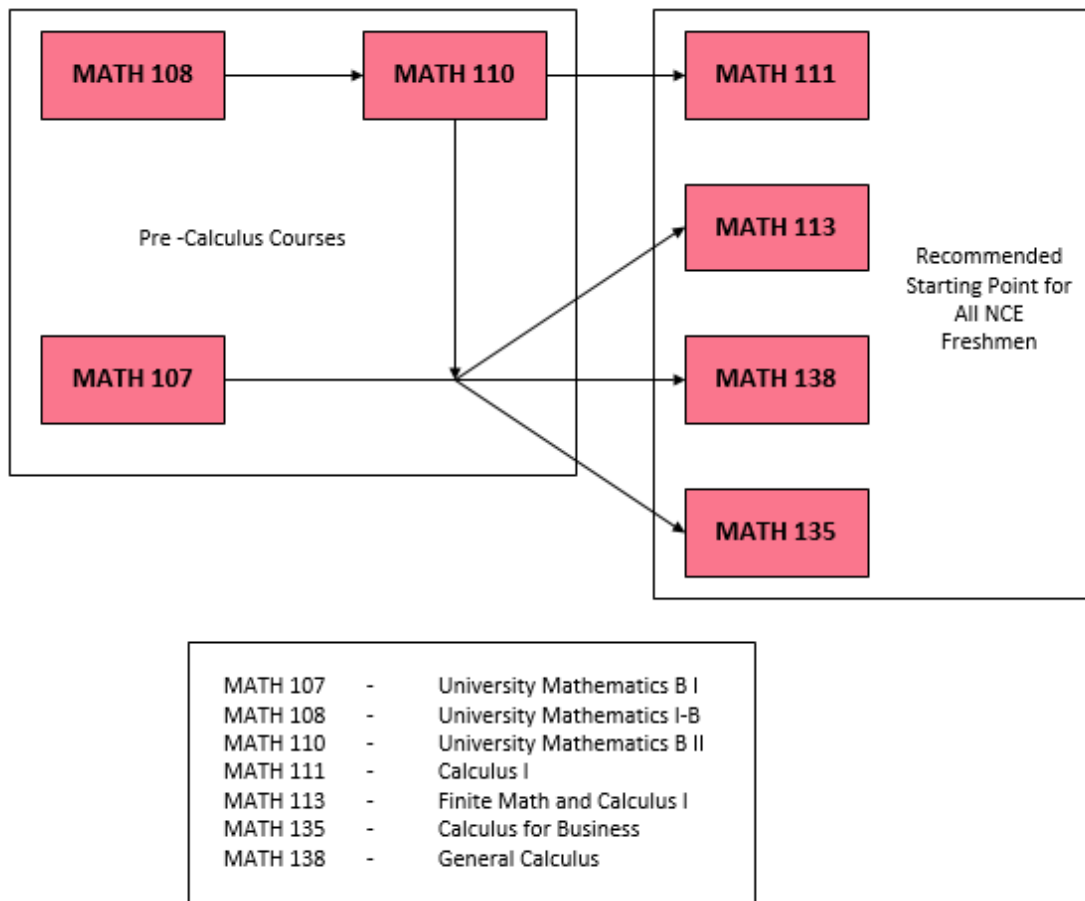 MATH 108
MATH 110
MATH 111
MATH 113
Pre -Calculus Courses
Recommended
Starting Point for
All NCE
Freshmen
MATH 107
MATH 138
MATH 135
MATH 107 - University Mathematics B I
MATH 108 - University Mathematics I-B
MATH 110 - University Mathematics B II
MATH 111 - Calculus I
MATH 113 - Finite Math and Calculus I
MATH 135 - Calculus for Business
MATH 138 - General Calculus